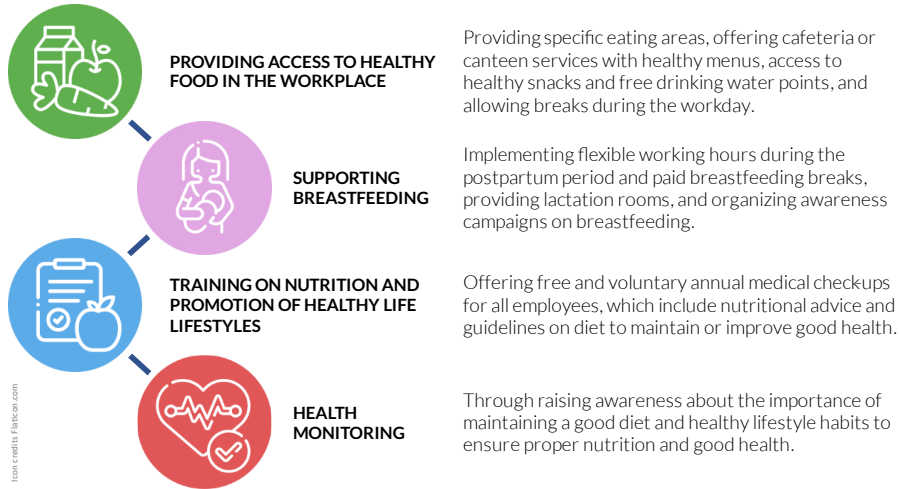 PROVIDING ACCESS TO HEALTHY
FOOD IN THE WORKPLACE
Providing specific eating areas, offering cafeteria or
canteen services with healthy menus, access to
healthy snacks and free drinking water points, and
allowing breaks during the workday.
SUPPORTING
BREASTFEEDING
Implementing flexible working hours during the
postpartum period and paid breastfeeding breaks,
providing lactation rooms, and organizing awareness
campaigns on breastfeeding.
TRAINING ON NUTRITION AND
PROMOTION OF HEALTHY LIFE
LIFESTYLES
Offering free and voluntary annual medical checkups
for all employees, which include nutritional advice and
guidelines on diet to maintain or improve good health.
HEALTH
MONITORING
Through raising awareness about the importance of
maintaining a good diet and healthy lifestyle habits to
ensure proper nutrition and good health.
Icon credits Flaticon.com